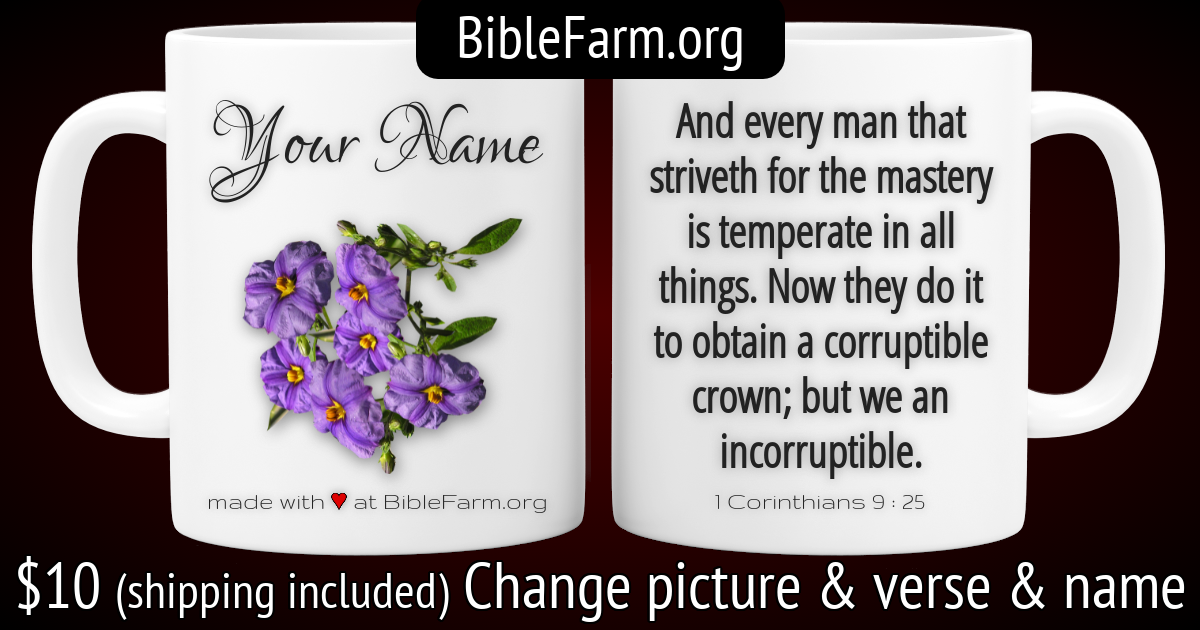 BibleFarm.org
Your Name
made with ♥ at BibleFarm.org
And every man that
striveth for the mastery
is temperate in all
things. Now they do it
to obtain a corruptible
crown; but we an
incorruptible.
1 Corinthians 9 : 25
$10 (shipping included) Change picture & verse & name